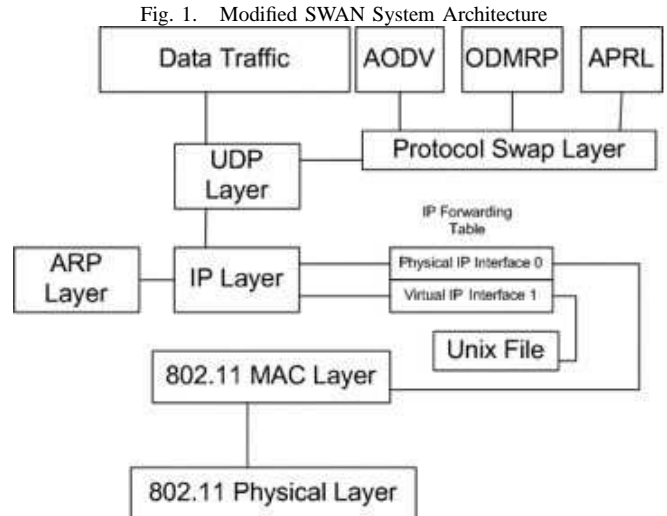 Fig. 1. Modified SWAN System Architecture
Data Traffic
AODV
ODMRP
APRL
UDP
Layer
Protocol Swap Layer
IP Forwarding
Table
ARP
Layer
IP Layer
Physical IP Interface 0
Virtual IP Interface 1
Unix File
802.11 MAC Layer
802.11 Physical Layer